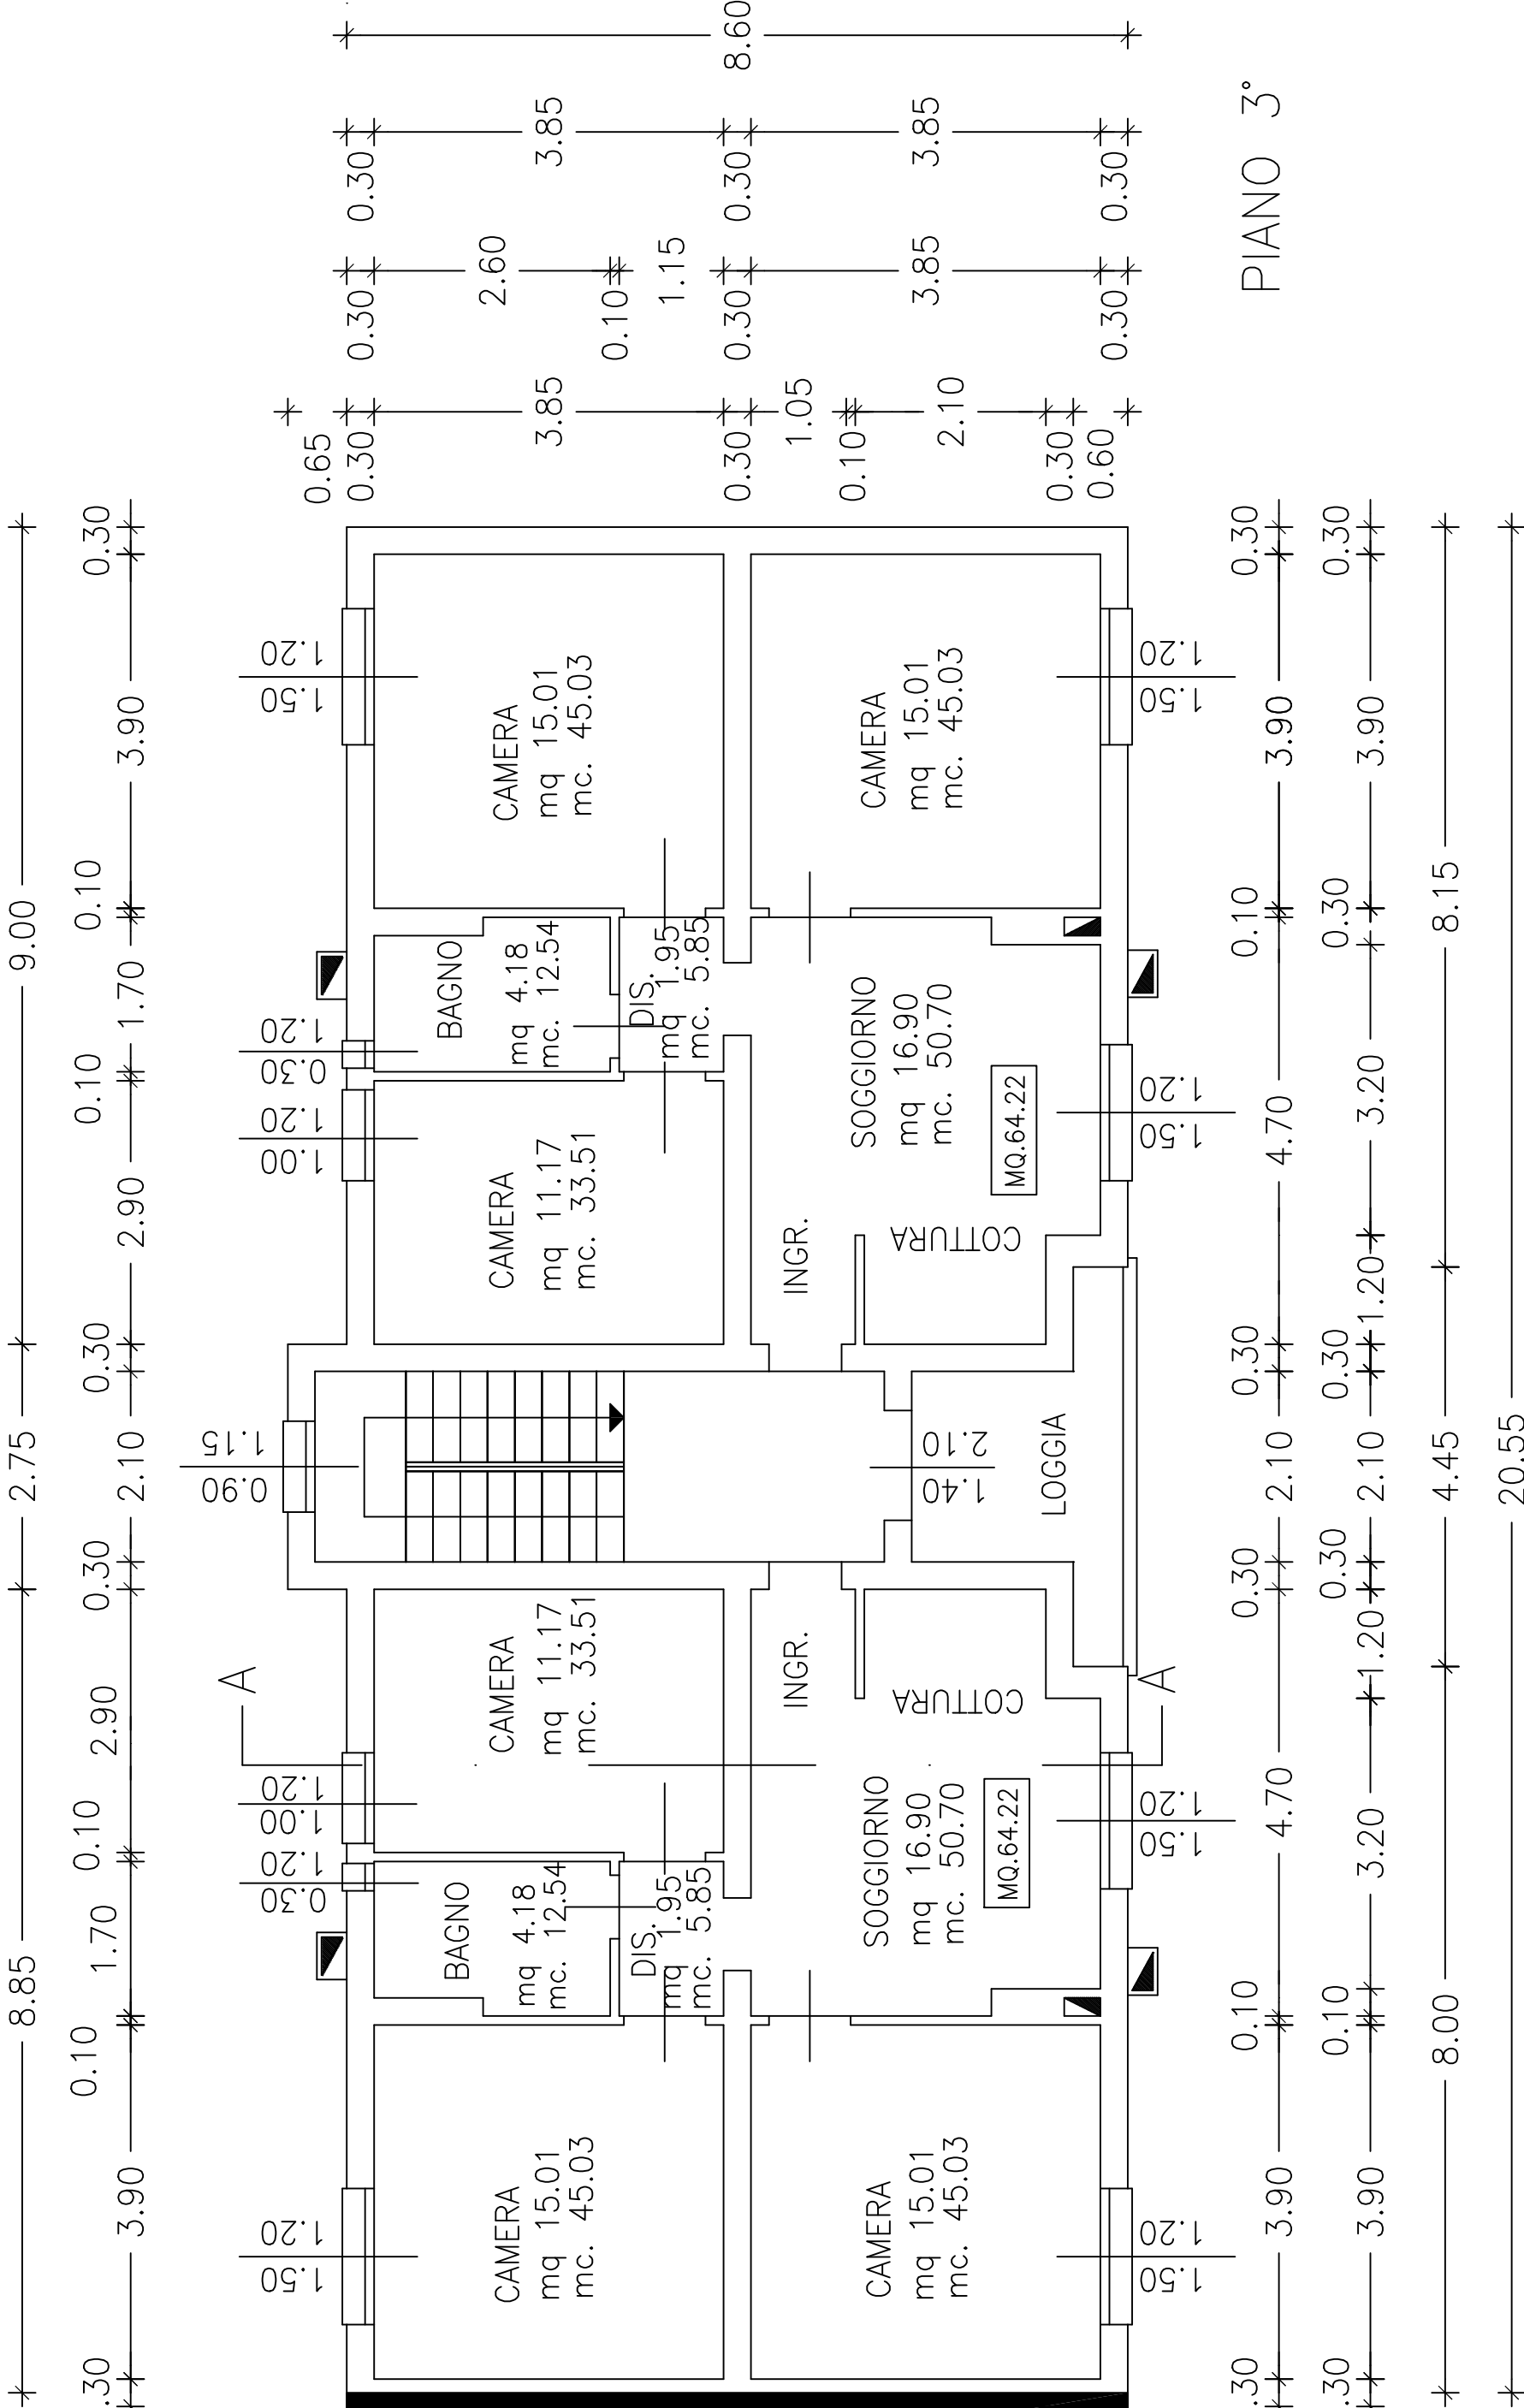 8.60
3.85
3.85
0.30
0.30
0.30
2.60
1.15
3.85
0.30
0.10
0.30
0.30
PIANO 3°
0.65
0.30
3.85
0.30
1.05
0.10
2.10
0.30
0.60
9.00
2.75
8.85
0.30
3.90
0.10
1.70
0.10
2.90
0.30
2.10
0.30
2.90
0.10
1.70
0.10
3.90
.30
1.20
1.50
1.20
0.30
1.20
1.00
1.15
0.90
1.20
1.00
1.20
0.30
1.20
1.50
CAMERA
mq 15.01
mc. 45.03
CAMERA
mq 15.01
mc. 45.03
BAGNO
mq 4.18
mc. 12.54
DIS.
mq 1.95
mc. 5.85
SOGGIORNO
mq 16.90
mc. 50.70
MQ.64.22
CAMERA
mq 11.17
mc. 33.51
INGR.
COTTURA
2.10
1.40
LOGGIA
A
A
CAMERA
mq 11.17
mc. 33.51
INGR.
COTTURA
BAGNO
mq 4.18
mc. 12.54
DIS.
mq 1.95
mc. 5.85
SOGGIORNO
mq 16.90
mc. 50.70
MQ.64.22
CAMERA
mq 15.01
mc. 45.03
CAMERA
mq 15.01
mc. 45.03
1.20
1.50
1.20
1.50
1.20
1.50
1.20
1.50
0.30
3.90
0.10
4.70
0.30
2.10
0.30
4.70
0.10
3.90
.30
0.30
3.90
0.30
3.20
1.20
0.30
2.10
0.30
1.20
3.20
0.10
3.90
.30
8.15
4.45
8.00
20.55